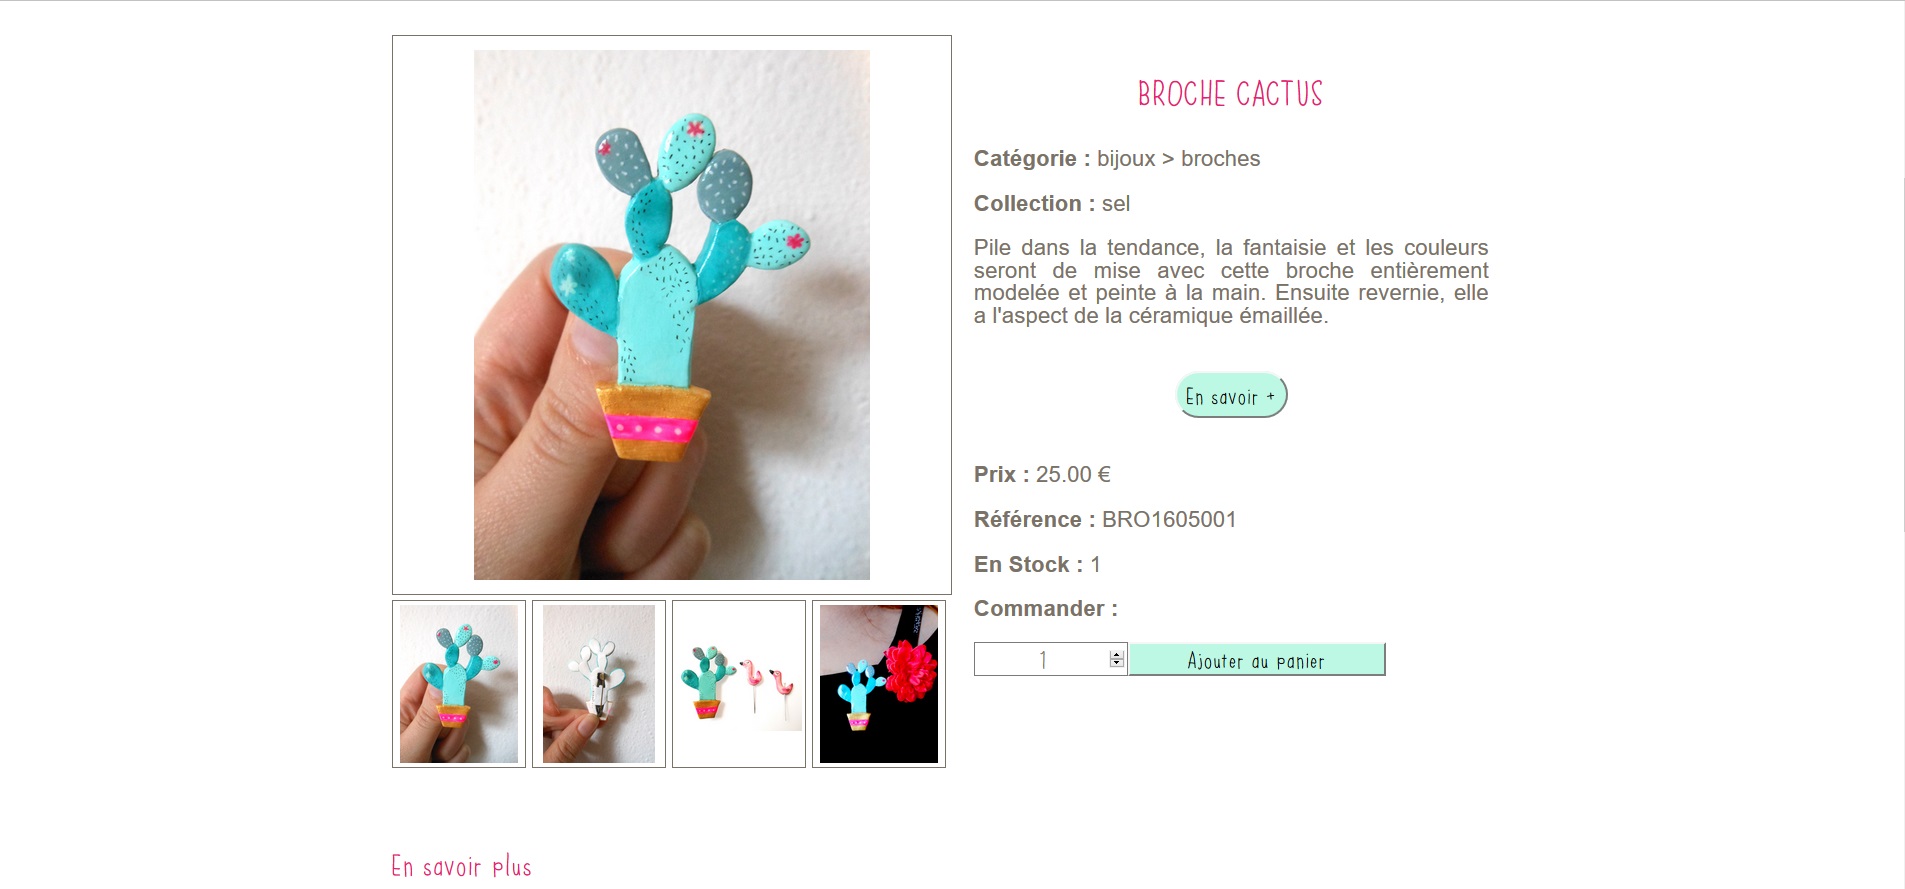 BROCHE CACTUS
Catégorie : bijoux > broches
Collection : sel
Pile dans la tendance, la fantaisie et les couleurs
seront de mise avec cette broche entièrement
modelée et peinte à la main. Ensuite revernie, elle
a l'aspect de la céramique émaillée.
En savoir +
Prix : 25.00 €
Référence : BRO1605001
En Stock : 1
Commander :
1
Ajouter au panier
En savoir plus